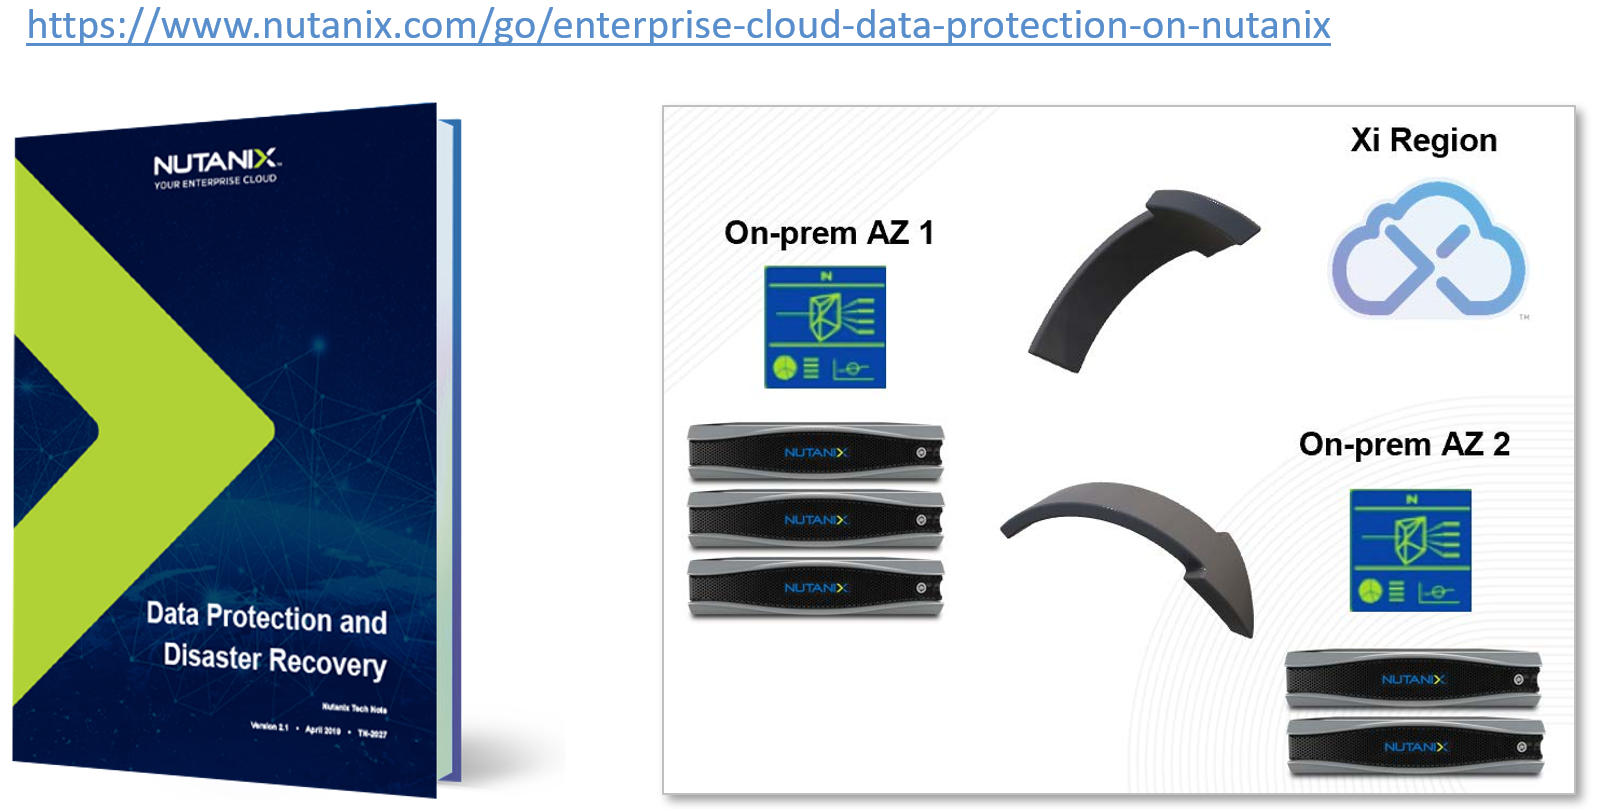 https://www.nutanix.com/go/enterprise-cloud-data-protection-on-nutanix
NUTANIX™
YOUR ENTERPRISE CLOUD
Data Protection and
Disaster Recovery
Nutanix Tech Note
Version 2.1 • April 2019 • TN-2027
Xi Region
TM
On-prem AZ 1
N
NUTANIX
NUTANIX
NUTANIX
On-prem AZ 2
N
NUTANIX
NUTANIX